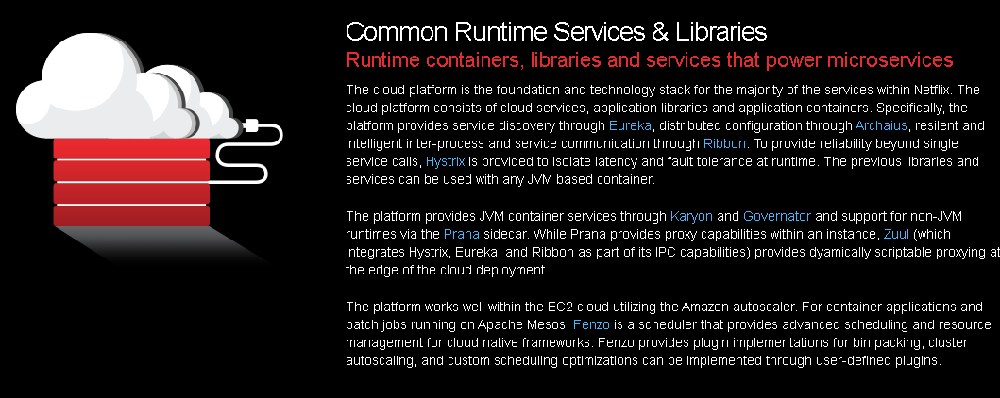 Common Runtime Services & Libraries
Runtime containers, libraries and services that power microservices
The cloud platform is the foundation and technology stack for the majority of the services within Netflix. The
cloud platform consists of cloud services, application libraries and application containers. Specifically, the
platform provides service discovery through Eureka, distributed configuration through Archaius, resilent and
intelligent inter-process and service communication through Ribbon. To provide reliability beyond single
service calls, Hystrix is provided to isolate latency and fault tolerance at runtime. The previous libraries and
services can be used with any JVM based container.
The platform provides JVM container services through Karyon and Governator and support for non-JVM
runtimes via the Prana sidecar. While Prana provides proxy capabilities within an instance, Zuul (which
integrates Hystrix, Eureka, and Ribbon as part of its IPC capabilities) provides dyamically scriptable proxying at
the edge of the cloud deployment.
The platform works well within the EC2 cloud utilizing the Amazon autoscaler. For container applications and
batch jobs running on Apache Mesos, Fenzo is a scheduler that provides advanced scheduling and resource
management for cloud native frameworks. Fenzo provides plugin implementations for bin packing, cluster
autoscaling, and custom scheduling optimizations can be implemented through user-defined plugins.